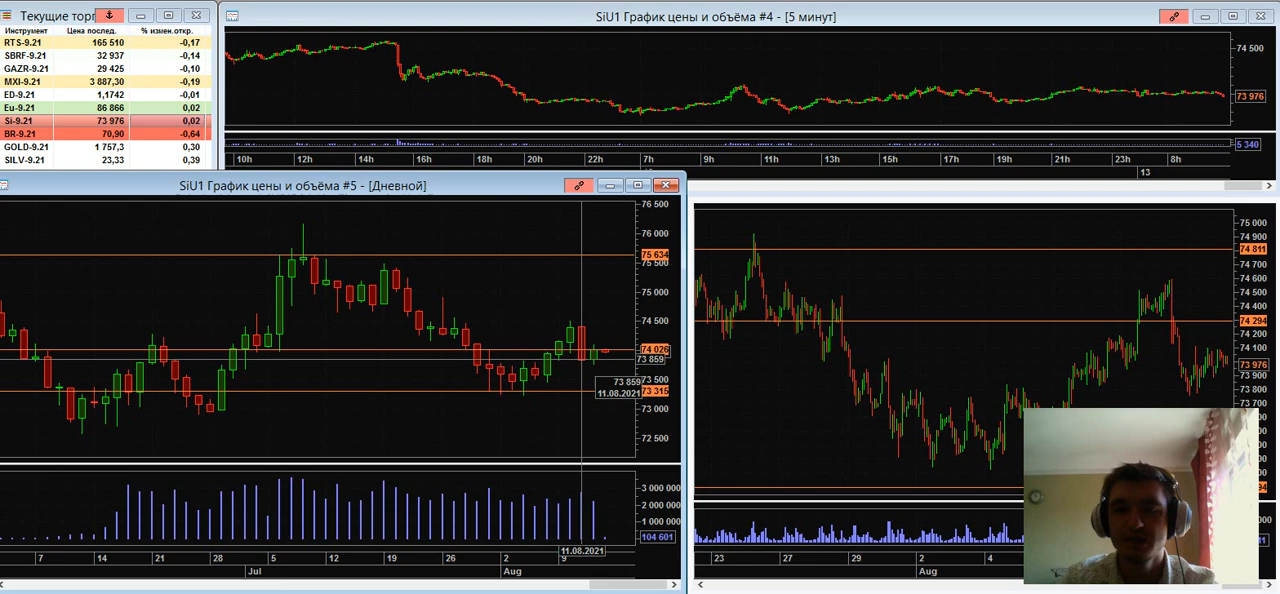 Текущие торг
Инструмент Цена послед. % измен.откр.
RTS-9.21 165 510 -0,17
SBRF-9.21 32 937 -0,14
GAZR-9.21 29 425 -0,10
MXI-9.21 3 887,30 -0,19
ED-9.21 1,1742 -0,01
Eu-9.21 86 866 0,02
Si-9.21 73 976 0,02
BR-9.21 70,90 -0,64
GOLD-9.21 1 757,3 0,30
SILV-9.21 23,33 0,39
SiU1 График цены и объёма #4 - [5 минут]
74 500
73 976
5 340
10h 12h 14h 16h 18h 20h 22h 7h 9h 11h 13h 15h 17h 19h 21h 23h 8h
13
SiU1 График цены и объёма #5 - [Дневной]
76 500
76 000
75 634
75 500
75 000
74 500
74 026
73 859
73 500
73 859
11.08.2021
73 315
73 000
72 500
3 000 000
2 000 000
1 000 000
104 601
11.08.2021
7 14 21 28 5 12 19 26 2 9
Jul Aug
75 000
74 900
74 811
74 700
74 600
74 500
74 400
74 294
74 200
74 100
73 976
73 900
73 800
73 700
23 27 29 2 4
Aug